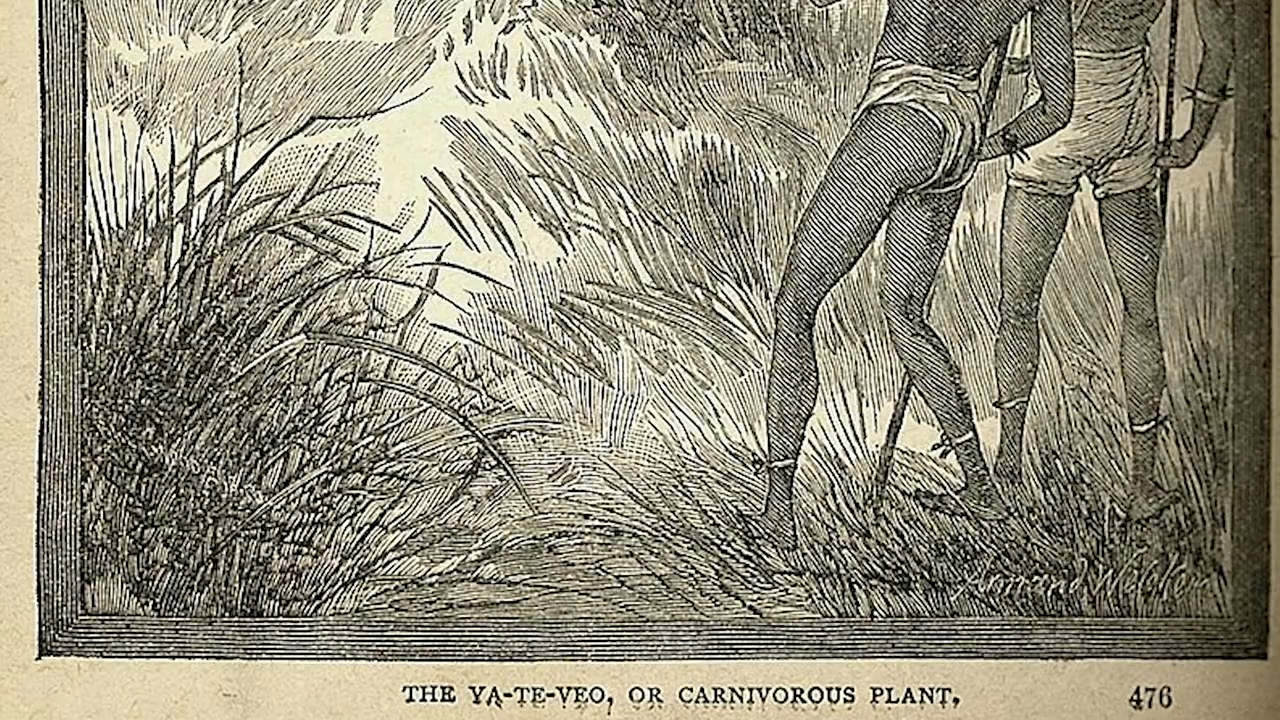 THE YA-TE-VEO, OR CARNIVOROUS PLANT, 476